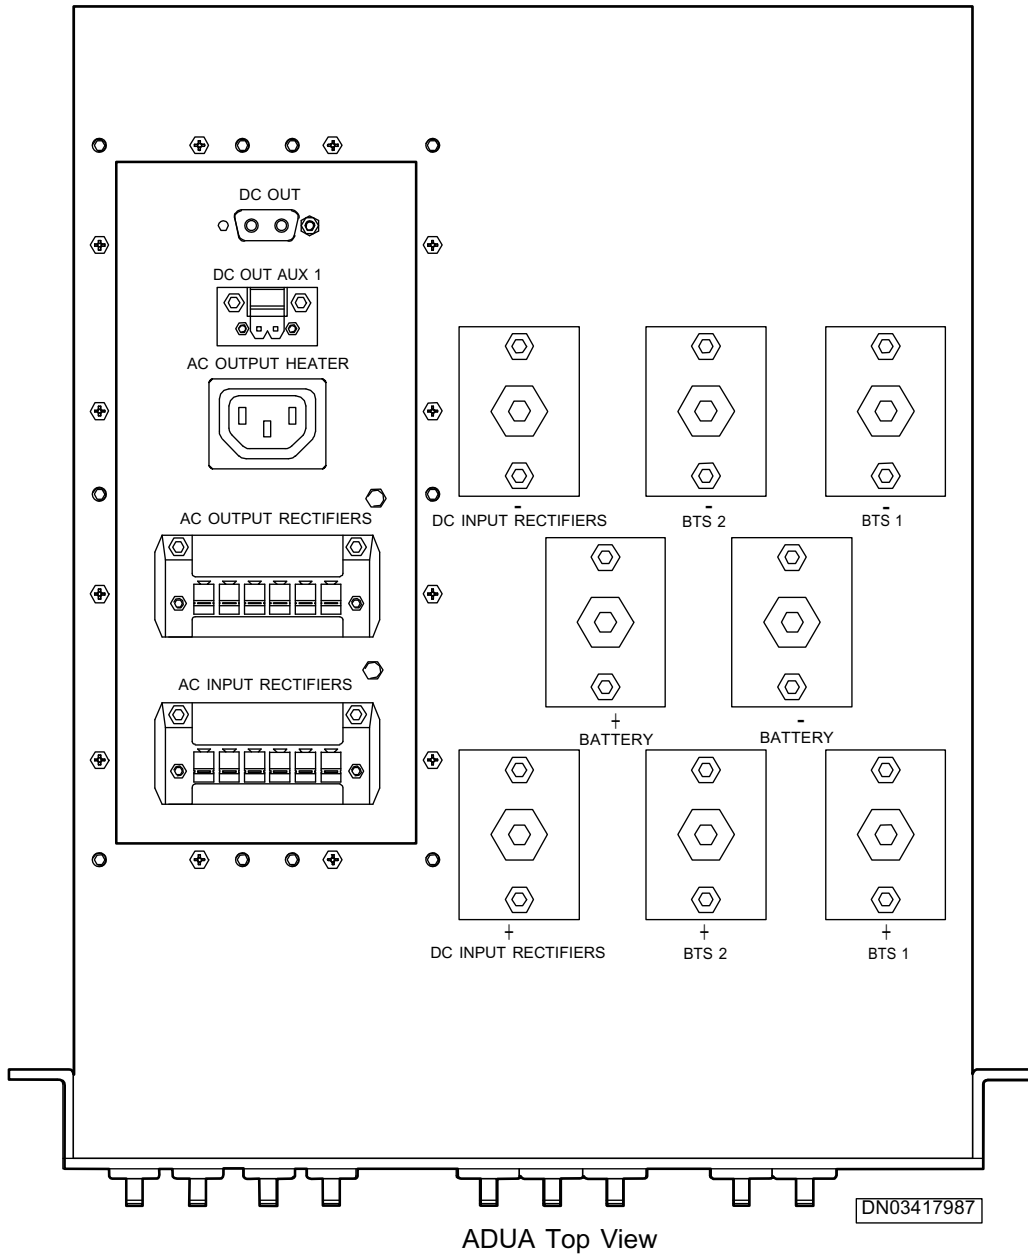 DC OUT
DC OUT AUX 1
AC OUTPUT HEATER
AC OUTPUT RECTIFIERS
AC INPUT RECTIFIERS
-
DC INPUT RECTIFIERS
-
BTS 2
-
BTS 1
+
BATTERY
-
BATTERY
+
DC INPUT RECTIFIERS
+
BTS 2
+
BTS 1
DN03417987
ADUA Top View